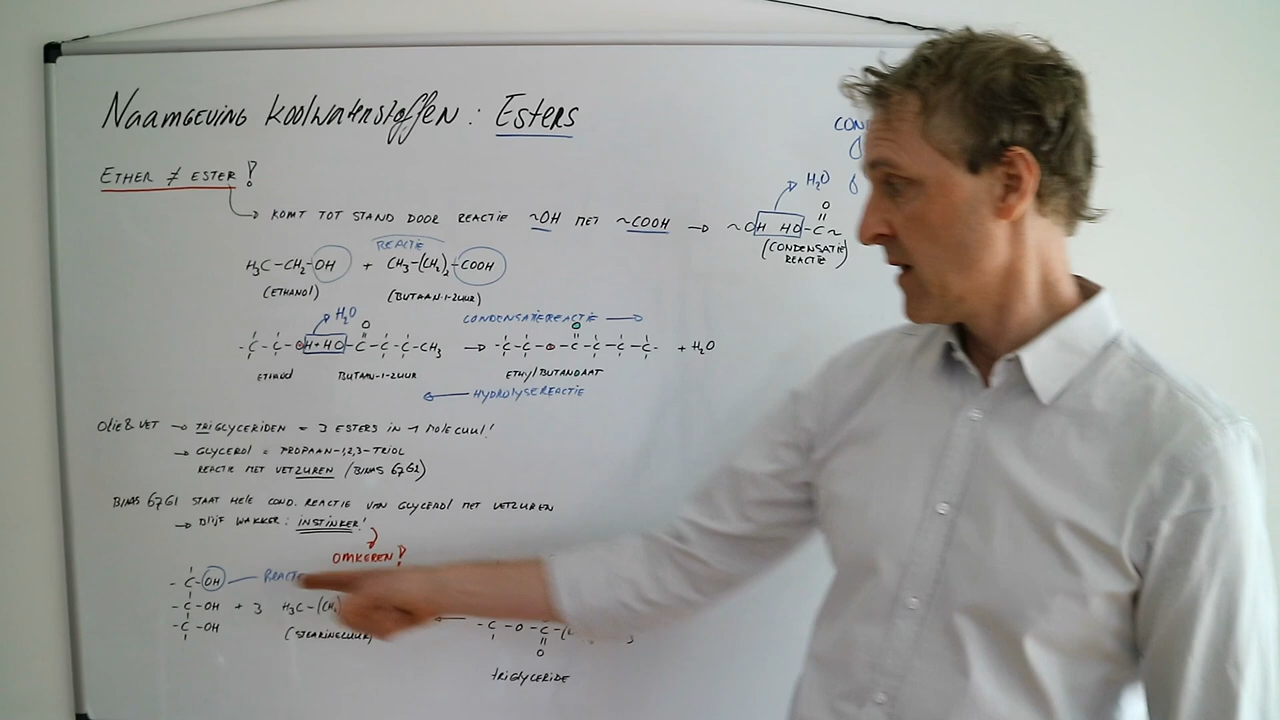 Naamgeving koolwaterstoffen: Esters
CON
ETHER ≠ ESTER!
H₂O
KOMT TOT STAND DOOR REACTIE ~OH MET ~COOH → ~OH HO-C~
O
(CONDENSATIE
REACTIE)
REACTIE
H₃C-CH₂-OH + CH₃-(CH₂)₂-COOH
(ETHANOL) (BUTAAN-1-ZUUR)
H₂O
CONDENSATIEREACTIE →
O O
-C-C-OH+HO-C-C-C-CH₃ → -C-C-O-C-C-C-C- + H₂O
ETHANOL BUTAAN-1-ZUUR ETHYLBUTANOAAT
← HYDROLYSEREACTIE
OLIE & VET → TRIGLYCERIDEN = 3 ESTERS IN 1 MOLECUUL!
→ GLYCEROL = PROPAAN-1,2,3-TRIOL
REACTIE MET VETZUREN (BINAS 67G2)
BINAS 67G1 STAAT HELE COND. REACTIE VAN GLYCEROL MET VETZUREN
→ BLIJF WAKKER: INSTINKER!
OMKEREN!
-C-OH REACTIE
-C-OH + 3 H₃C-(CH₂)
-C-OH
(STEARINEZUUR)
← -C-O-C-(C
O
TRIGLYCERIDE